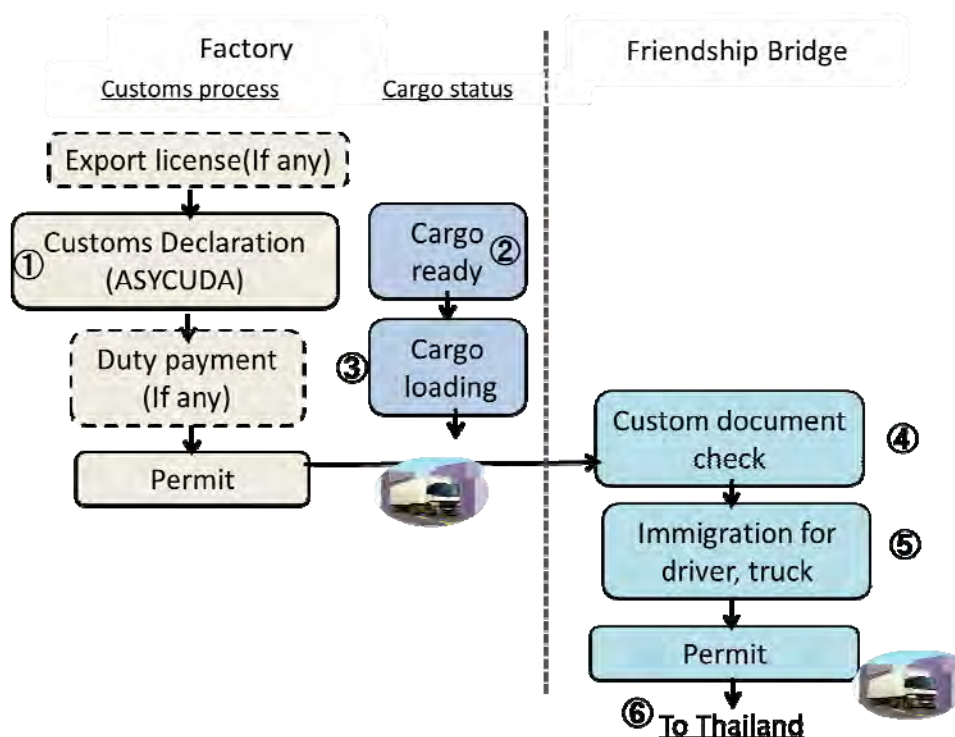 Factory
Friendship Bridge
Customs process
Cargo status
Export license(If any)
① Customs Declaration
(ASYCUDA)
Cargo ②
ready
Duty payment
(If any)
③ Cargo
loading
Permit
Custom document ④
check
Immigration for ⑤
driver, truck
Permit
⑥ To Thailand